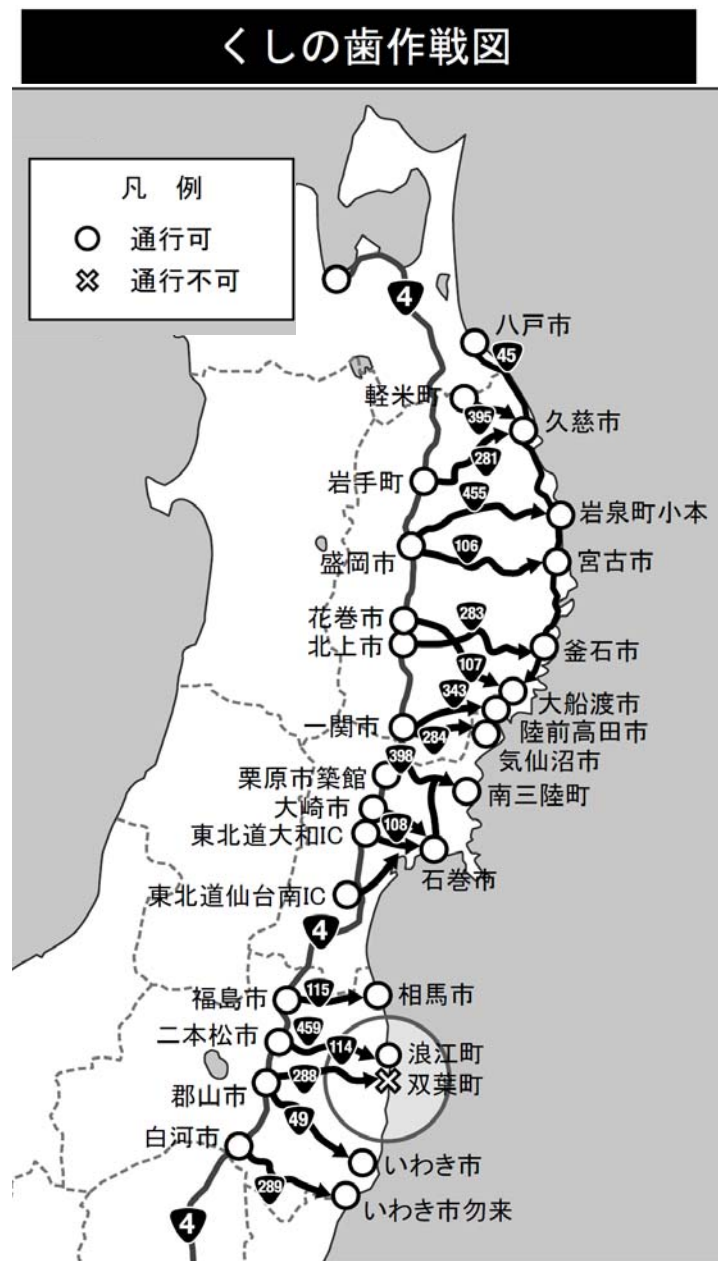 くしの歯作戦図
凡 例
通行可
通行不可
4
八戸市
45
軽米町
395
久慈市
281
岩手町
455
岩泉町小本
盛岡市
106
宮古市
花巻市
283
北上市
釜石市
107
343
大船渡市
一関市
284
陸前高田市
398
気仙沼市
栗原市築館
南三陸町
大崎市
東北道大和IC
108
石巻市
東北道仙台南IC
4
福島市
115
相馬市
二本松市
459
114
浪江町
288
双葉町
郡山市
49
白河市
いわき市
289
いわき市勿来
4